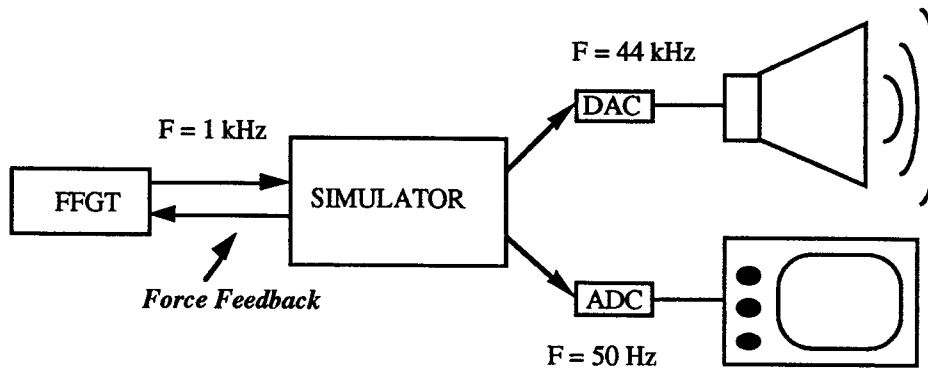 F = 44 kHz
DAC
F = 1 kHz
FFGT
SIMULATOR
Force Feedback
ADC
F = 50 Hz